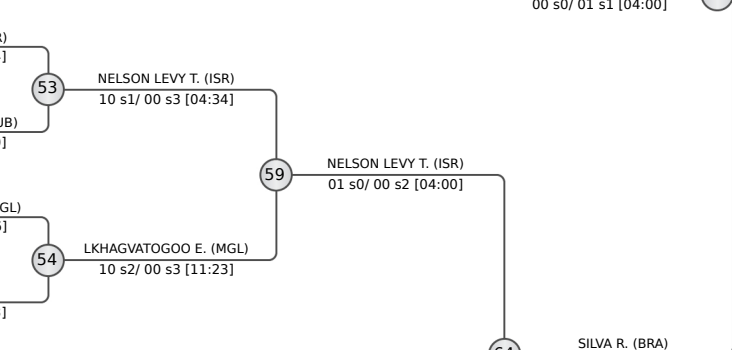 00 s0/ 01 s1 [04:00]
53
NELSON LEVY T. (ISR)
10 s1/ 00 s3 [04:34]
59
NELSON LEVY T. (ISR)
01 s0/ 00 s2 [04:00]
GL)
54
LKHAGVATOGOO E. (MGL)
10 s2/ 00 s3 [11:23]
SILVA R. (BRA)